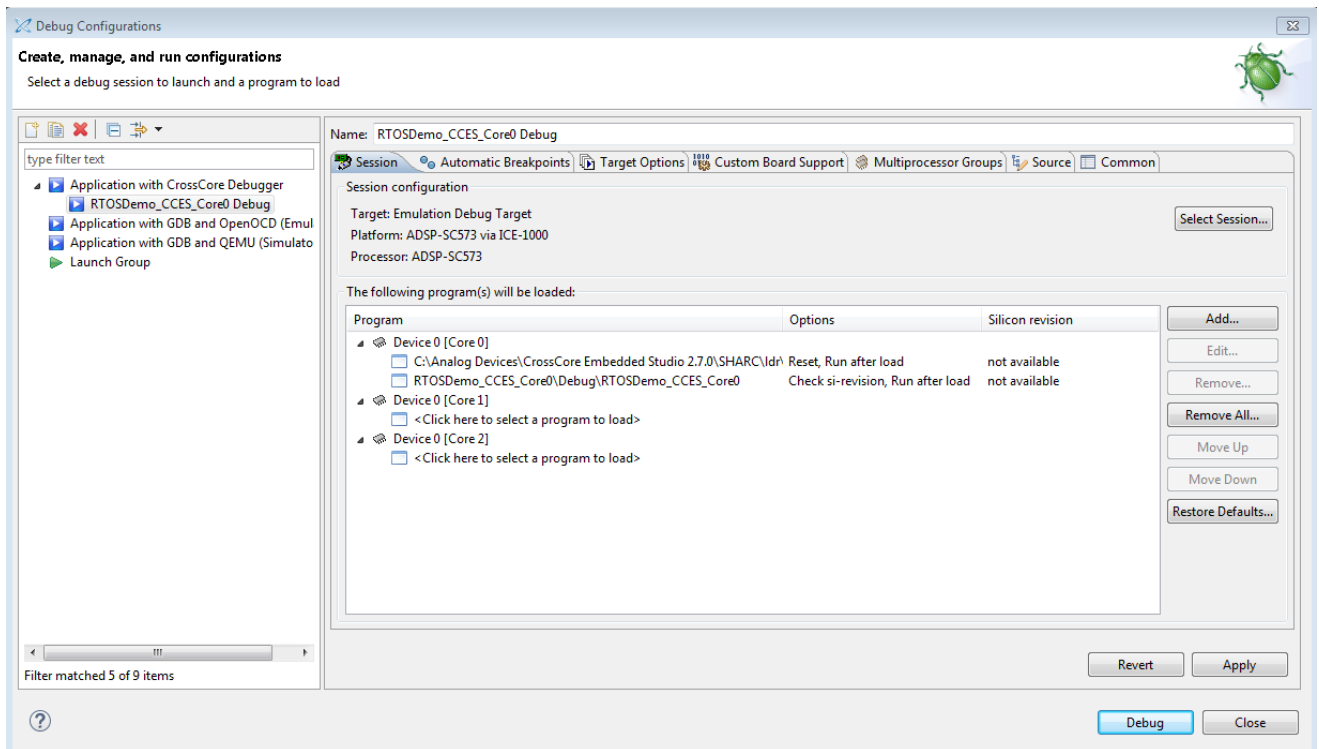 Debug Configurations
Create, manage, and run configurations
Select a debug session to launch and a program to load
type filter text
Application with CrossCore Debugger
RTOSDemo_CCES_Core0 Debug
Application with GDB and OpenOCD (Emul
Application with GDB and QEMU (Simulato
Launch Group
Filter matched 5 of 9 items
Name: RTOSDemo_CCES_Core0 Debug
Session Automatic Breakpoints Target Options Custom Board Support Multiprocessor Groups Source Common
Session configuration
Target: Emulation Debug Target
Platform: ADSP-SC573 via ICE-1000
Processor: ADSP-SC573
Select Session...
The following program(s) will be loaded:
Program Options Silicon revision
Device 0 [Core 0]
C:\Analog Devices\CrossCore Embedded Studio 2.7.0\SHARC\ldr\ Reset, Run after load not available
RTOSDemo_CCES_Core0\Debug\RTOSDemo_CCES_Core0 Check si-revision, Run after load not available
Device 0 [Core 1]
<Click here to select a program to load>
Device 0 [Core 2]
<Click here to select a program to load>
Add...
Edit...
Remove...
Remove All...
Move Up
Move Down
Restore Defaults...
Revert Apply
Debug Close